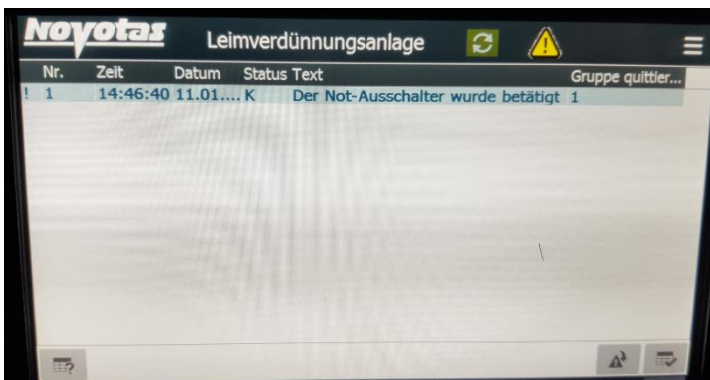 Novotas Leimverdünnungsanlage
Nr. Zeit Datum Status Text Gruppe quittier...
! 1 14:46:40 11.01.... K Der Not-Ausschalter wurde betätigt 1